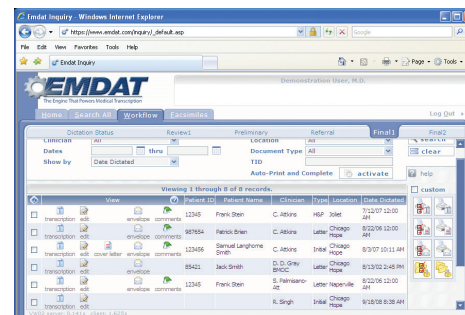 Emdat Inquiry - Windows Internet Explorer
https://www.emdat.com/inquiry/_default.asp
Google
File Edit View Favorites Tools Help
Emdat Inquiry
Page Tools
EMDAT
The Engine That Powers Medical Transcription
Demonstration User, M.D.
Home Search All Workflow Facsimiles Log Out
Dictation Status Review1 Preliminary Referral Final1 Final2
Clinician All Location All search
Dates thru Document Type All clear
Show by Date Dictated TID
Auto-Print and Complete activate help
Viewing 1 through 8 of 8 records. custom
View Patient ID Patient Name Clinician Type Location Date Dictated
transcription edit envelope comments 12345 Frank Stein C. Atkins H&P Joliet 7/12/07 12:00 AM
transcription edit envelope comments 987654 Patrick Brien C. Atkins Letter Chicago Hope 8/22/06 12:00 AM
transcription edit cover letter envelope comments 123456 Samuel Langhorne Smith C. Atkins Initial Chicago Hope 8/3/07 10:11 AM
transcription edit envelope comments 85421 Jack Smith D. D. Gray Letter Chicago Hope 8/13/02 2:45 PM
transcription edit envelope comments 12345 Frank Stein S. Palmisano- Letter Naperville 8/22/06 12:00 AM
transcription edit envelope comments R. Singh Initial Chicago Hope 9/18/08 8:38 AM